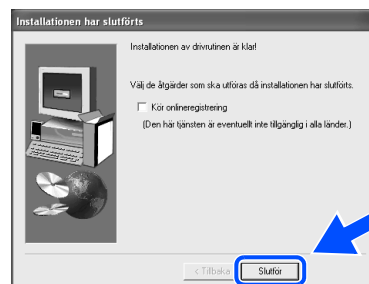 Installationen har slutförts
Installationen av drivrutinen är klar!
Välj de åtgärder som ska utföras då installationen har slutförts.
Kör onlineregistrering
(Den här tjänsten är eventuellt inte tillgänglig i alla länder.)
< Tillbaka
Slutför